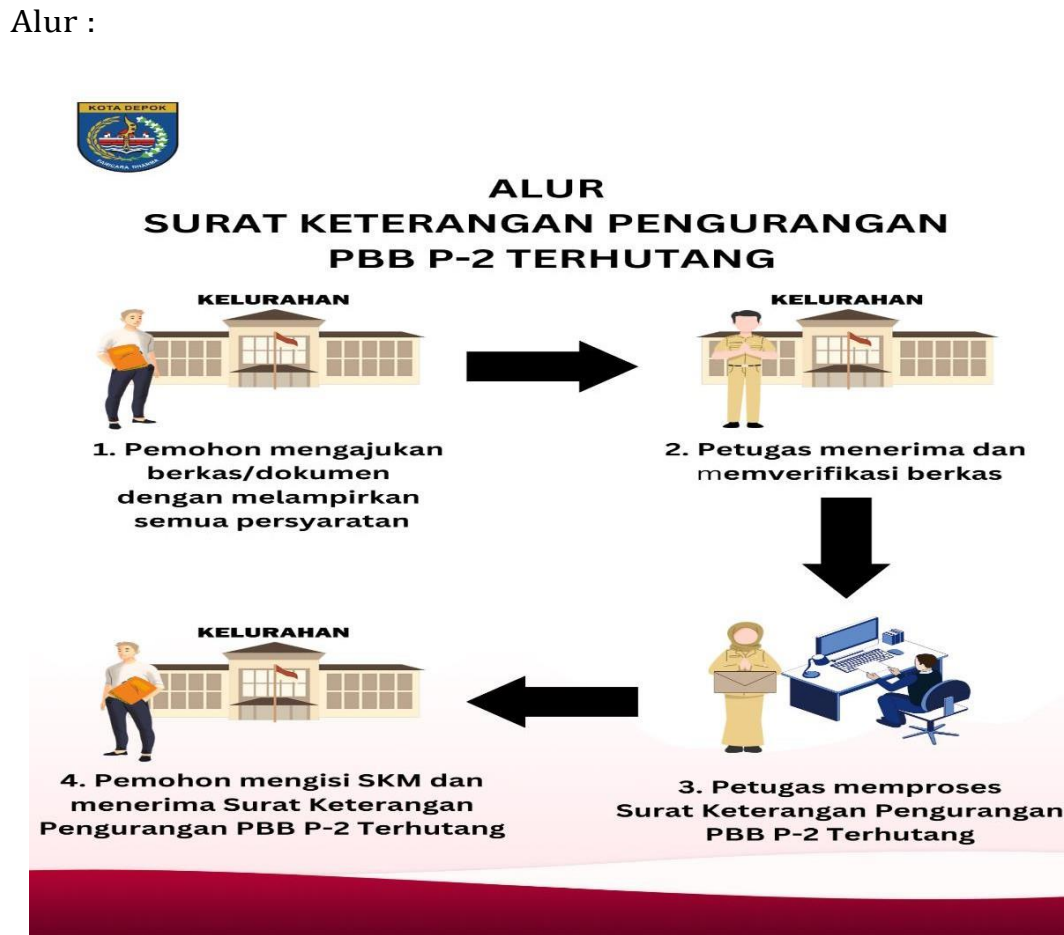 Alur :
KOTA DEPOK
PARICARA DHARMA
ALUR
SURAT KETERANGAN PENGURANGAN
PBB P-2 TERHUTANG
KELURAHAN
1. Pemohon mengajukan
berkas/dokumen
dengan melampirkan
semua persyaratan
KELURAHAN
2. Petugas menerima dan
memverifikasi berkas
3. Petugas memproses
Surat Keterangan Pengurangan
PBB P-2 Terhutang
KELURAHAN
4. Pemohon mengisi SKM dan
menerima Surat Keterangan
Pengurangan PBB P-2 Terhutang